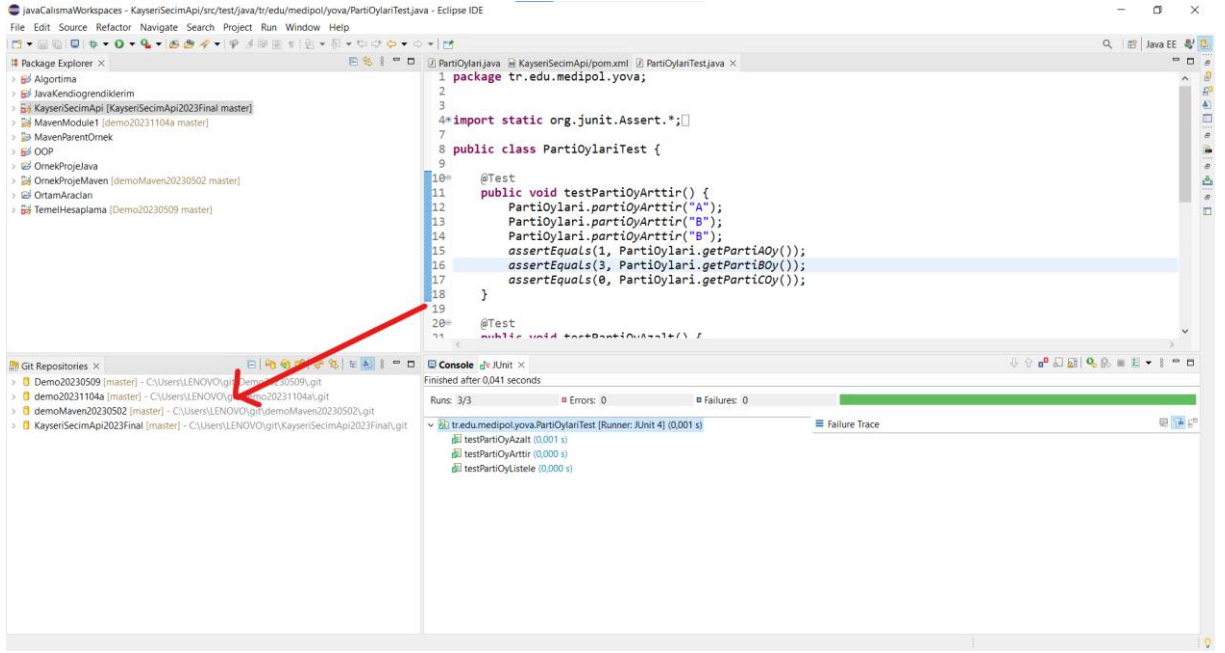 javaCalısmaWorkspaces - KayseriSecimApi/src/test/java/tr/edu/medipol/yova/PartiOylariTest.java - Eclipse IDE
File Edit Source Refactor Navigate Search Project Run Window Help
Java EE
Package Explorer
Algortima
JavaKendiogrendiklerim
KayseriSecimApi [KayseriSecimApi2023Final master]
MavenModule1 [demo20231104a master]
MavenParentOrnek
OOP
OrnekProjeJava
OrnekProjeMaven [demoMaven20230502 master]
OrtamAracları
TemelHesaplama [Demo20230509 master]
PartiOylari.java KayseriSecimApi/pom.xml PartiOylariTest.java
1 package tr.edu.medipol.yova;
2
3
4 import static org.junit.Assert.*;
7
8 public class PartiOylariTest {
9
10 @Test
11 public void testPartiOyArttir() {
12 PartiOylari.partiOyArttir("A");
13 PartiOylari.partiOyArttir("B");
14 PartiOylari.partiOyArttir("B");
15 assertEquals(1, PartiOylari.getPartiAOy());
16 assertEquals(3, PartiOylari.getPartiBOy());
17 assertEquals(0, PartiOylari.getPartiCOy());
18 }
19
20 @Test
21 public void testPartiOyAzalt() {
Git Repositories
Demo20230509 [master] - C:\Users\LENOVO\git\Demo20230509\.git
demo20231104a [master] - C:\Users\LENOVO\git\demo20231104a\.git
demoMaven20230502 [master] - C:\Users\LENOVO\git\demoMaven20230502\.git
KayseriSecimApi2023Final [master] - C:\Users\LENOVO\git\KayseriSecimApi2023Final\.git
Console JUnit
Finished after 0,041 seconds
Runs: 3/3 Errors: 0 Failures: 0
tr.edu.medipol.yova.PartiOylariTest [Runner: JUnit 4] (0,001 s)
testPartiOyAzalt (0,001 s)
testPartiOyArttir (0,000 s)
testPartiOyListele (0,000 s)
Failure Trace